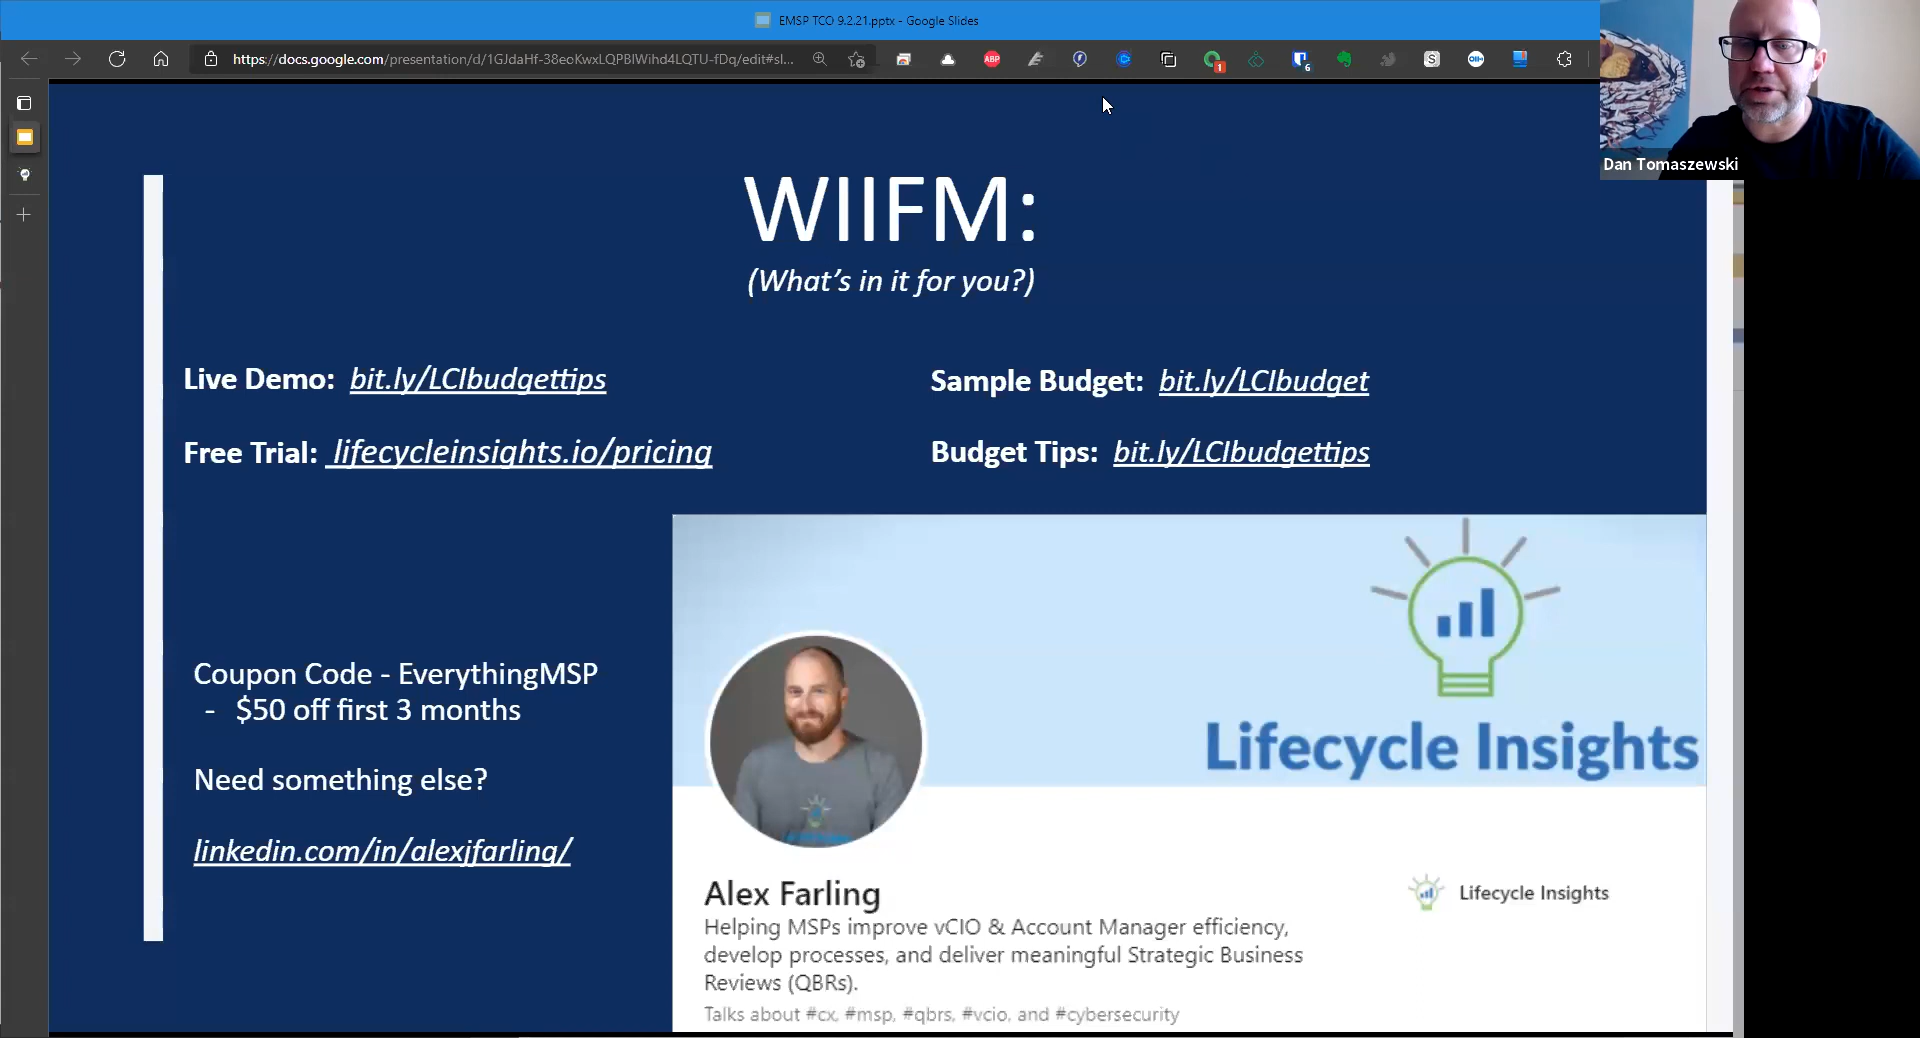 EMSP TCO 9.2.21.pptx - Google Slides
https://docs.google.com/presentation/d/1GJdaHf-38eoKwxLQPBlWihd4LQTU-fDq/edit#sl...
ABP
1
6
S
Dan Tomaszewski
WIIFM:
(What's in it for you?)
Live Demo: bit.ly/LCIbudgettips
Sample Budget: bit.ly/LCIbudget
Free Trial: lifecycleinsights.io/pricing
Budget Tips: bit.ly/LCIbudgettips
Coupon Code - EverythingMSP
- $50 off first 3 months
Need something else?
linkedin.com/in/alexjfarling/
Lifecycle Insights
Alex Farling
Lifecycle Insights
Helping MSPs improve vCIO & Account Manager efficiency,
develop processes, and deliver meaningful Strategic Business
Reviews (QBRs).
Talks about #cx, #msp, #qbrs, #vcio, and #cybersecurity